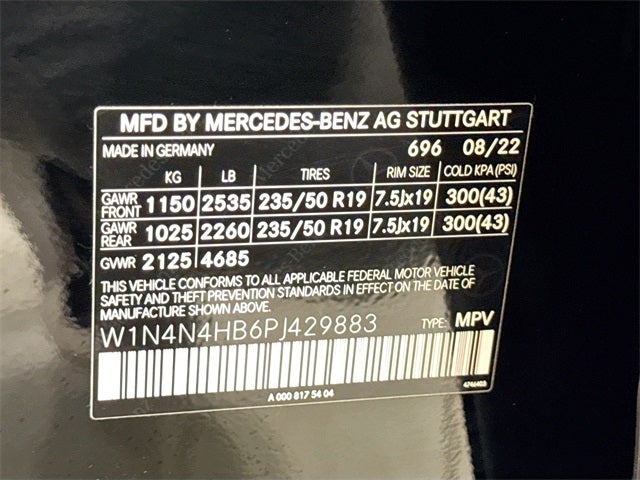 MFD BY MERCEDES-BENZ AG STUTTGART
MADE IN GERMANY 696 08/22
KG LB TIRES RIM SIZE COLD KPA (PSI)
GAWR FRONT 1150 2535 235/50 R19 7.5Jx19 300(43)
GAWR REAR 1025 2260 235/50 R19 7.5Jx19 300(43)
GVWR 2125 4685
THIS VEHICLE CONFORMS TO ALL APPLICABLE FEDERAL MOTOR VEHICLE
SAFETY AND THEFT PREVENTION STANDARDS IN EFFECT ON THE DATE OF
MANUFACTURE SHOWN ABOVE.
W1N4N4HB6PJ429883 TYPE: MPV
A 000 817 54 04